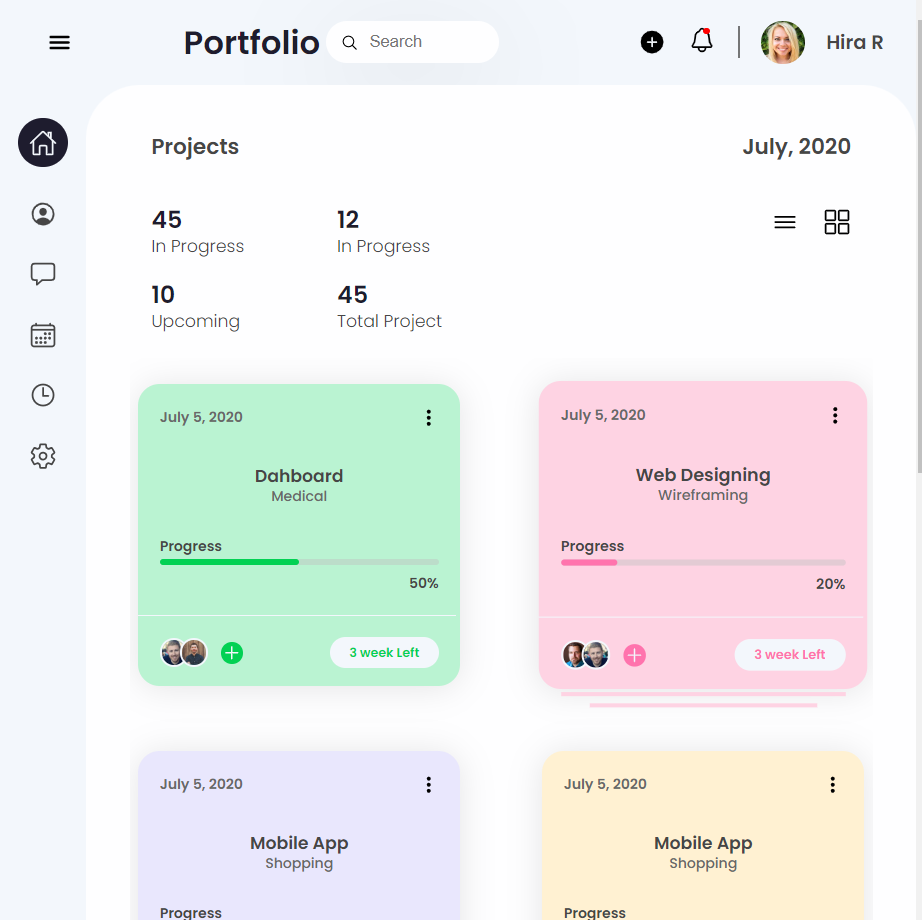 Portfolio
Search
Hira R
Projects
July, 2020
45
In Progress
12
In Progress
10
Upcoming
45
Total Project
July 5, 2020
Dahboard
Medical
Progress
50%
3 week Left
July 5, 2020
Web Designing
Wireframing
Progress
20%
3 week Left
July 5, 2020
Mobile App
Shopping
Progress
July 5, 2020
Mobile App
Shopping
Progress